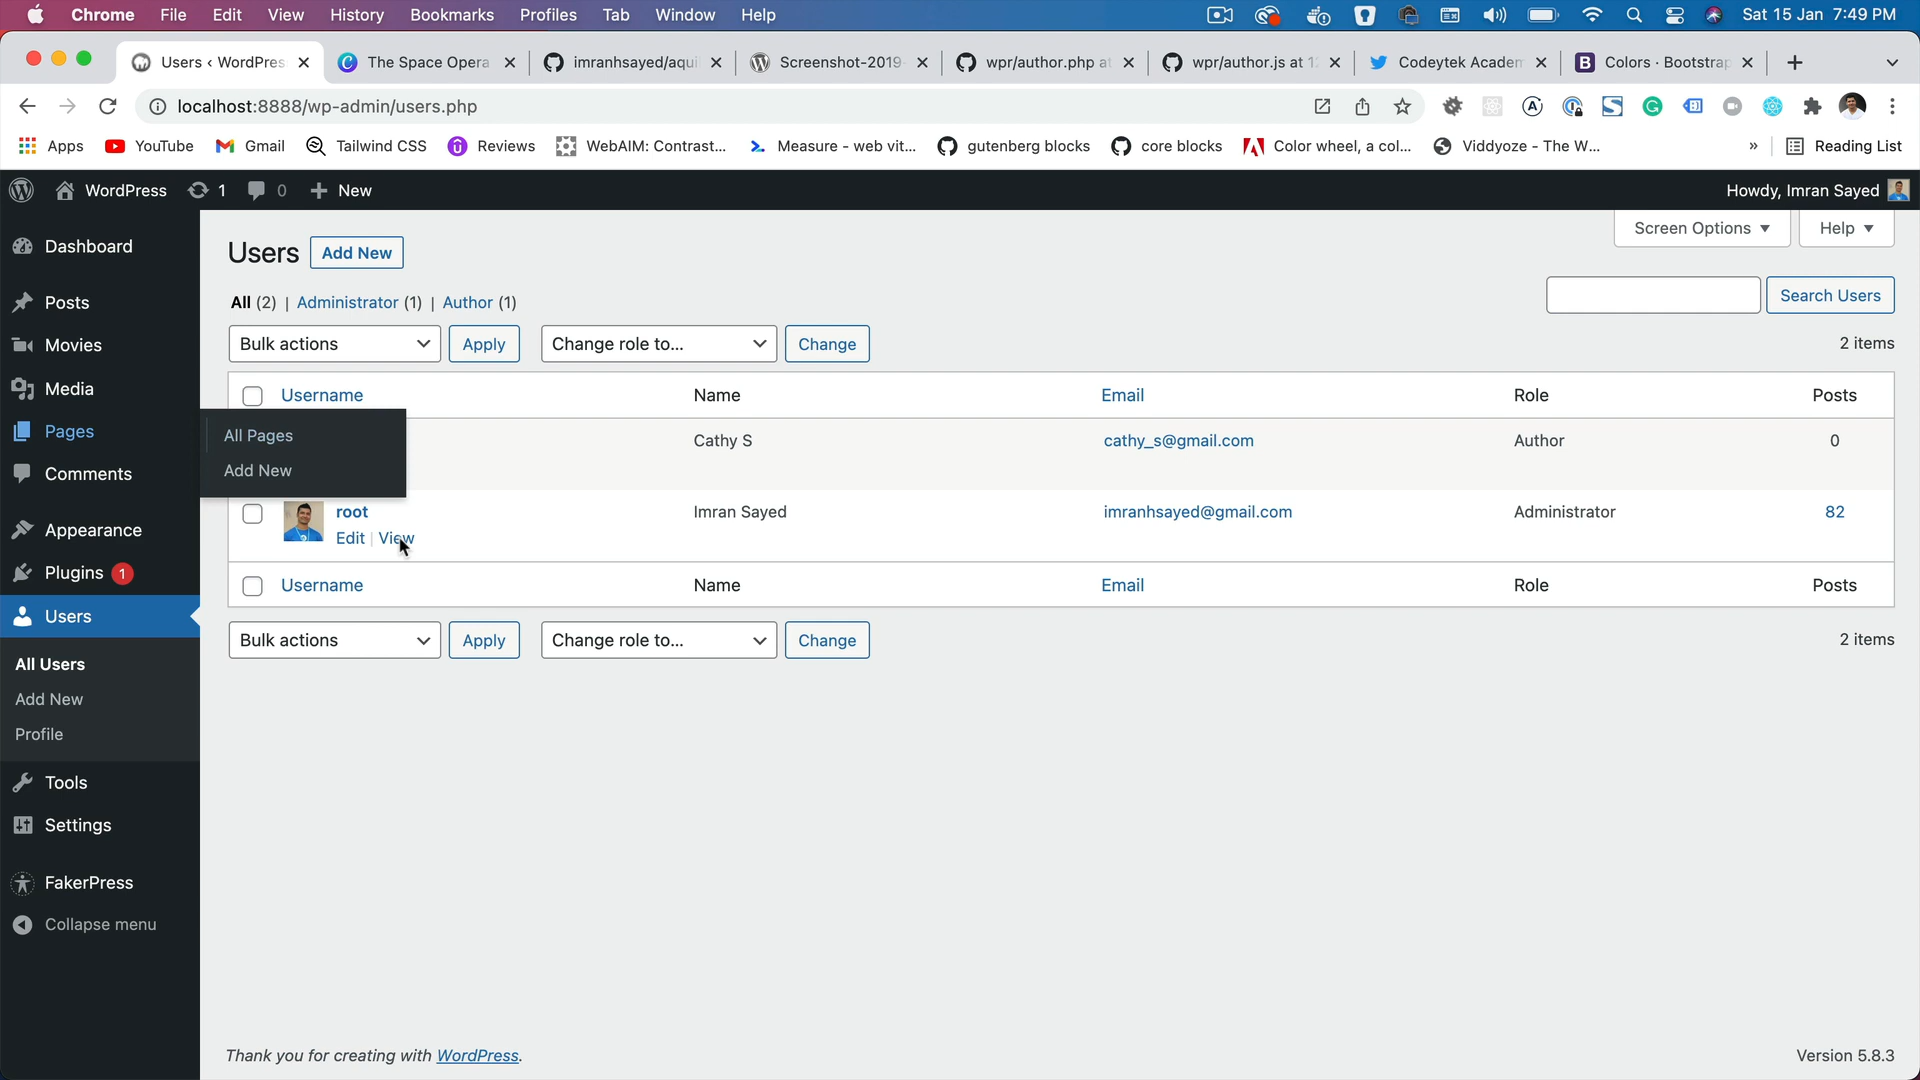 Chrome File Edit View History Bookmarks Profiles Tab Window Help Sat 15 Jan 7:49 PM
Users ‹ WordPres The Space Opera imranhsayed/aqui Screenshot-2019- wpr/author.php at wpr/author.js at 12 Codeytek Academ Colors · Bootstrap
localhost:8888/wp-admin/users.php
Apps YouTube Gmail Tailwind CSS Reviews WebAIM: Contrast... Measure - web vit... gutenberg blocks core blocks Color wheel, a col... Viddyoze - The W... » Reading List
WordPress 1 0 New Howdy, Imran Sayed
Screen Options Help
Dashboard
Posts
Movies
Media
Pages
All Pages
Add New
Comments
Appearance
Plugins 1
Users
All Users
Add New
Profile
Tools
Settings
FakerPress
Collapse menu
Users Add New
All (2) | Administrator (1) | Author (1)
Search Users
Bulk actions Apply Change role to... Change 2 items
Username Name Email Role Posts
Cathy S cathy_s@gmail.com Author 0
root Imran Sayed imranhsayed@gmail.com Administrator 82
Edit | View
Username Name Email Role Posts
Bulk actions Apply Change role to... Change 2 items
Thank you for creating with WordPress. Version 5.8.3